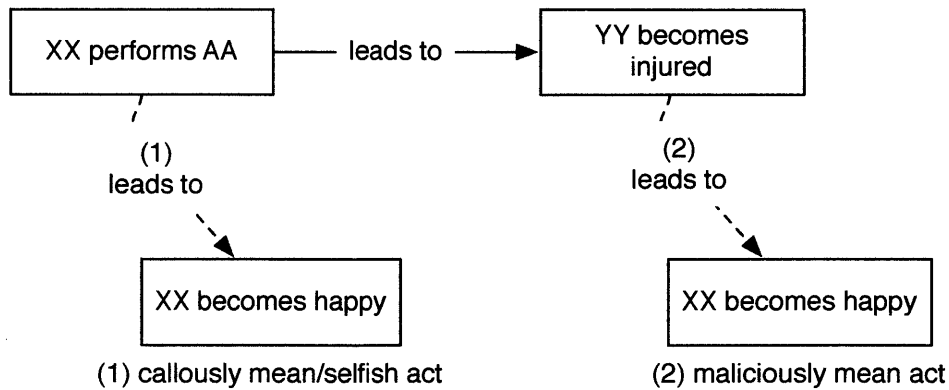 XX performs AA
leads to
YY becomes
injured
(1)
leads to
(2)
leads to
XX becomes happy
XX becomes happy
(1) callously mean/selfish act
(2) maliciously mean act